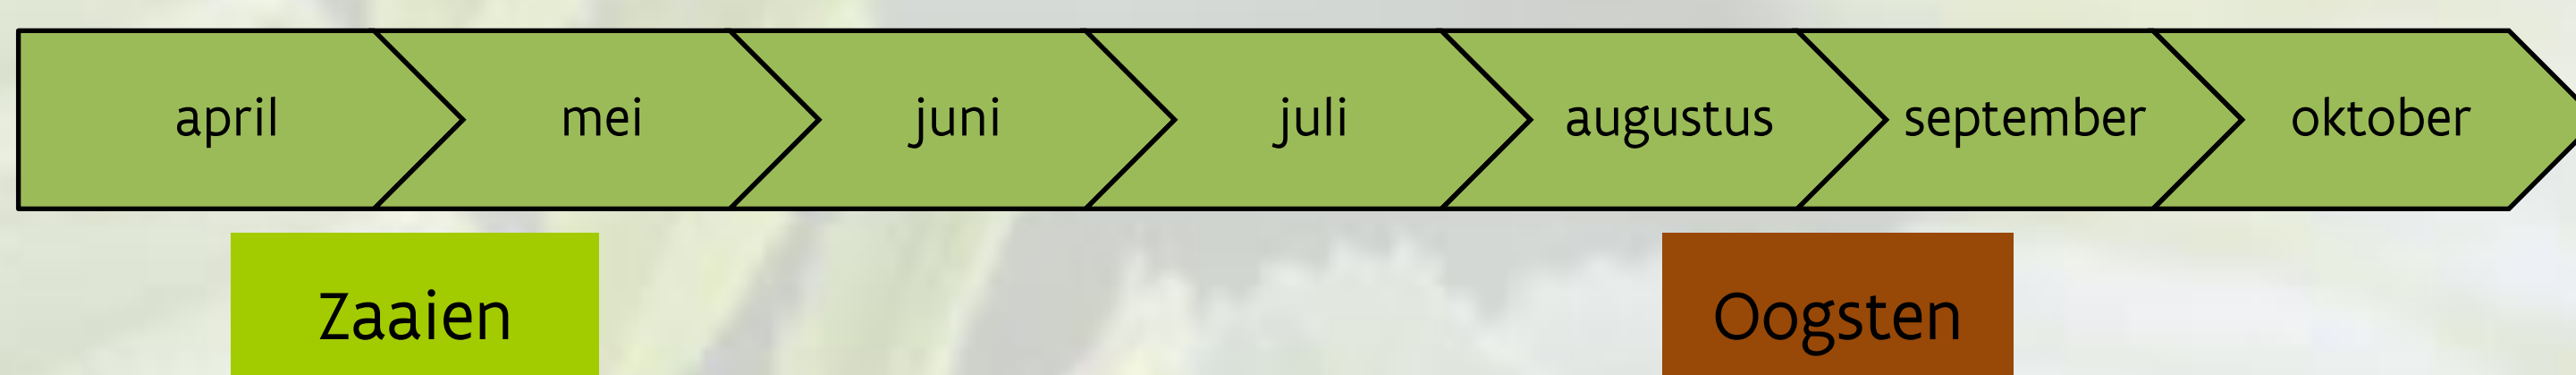 april mei juni juli augustus september oktober
Zaaien Oogsten